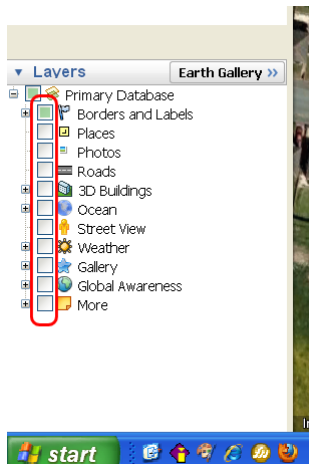 Layers
Earth Gallery >>
Primary Database
Borders and Labels
Places
Photos
Roads
3D Buildings
Ocean
Street View
Weather
Gallery
Global Awareness
More
start